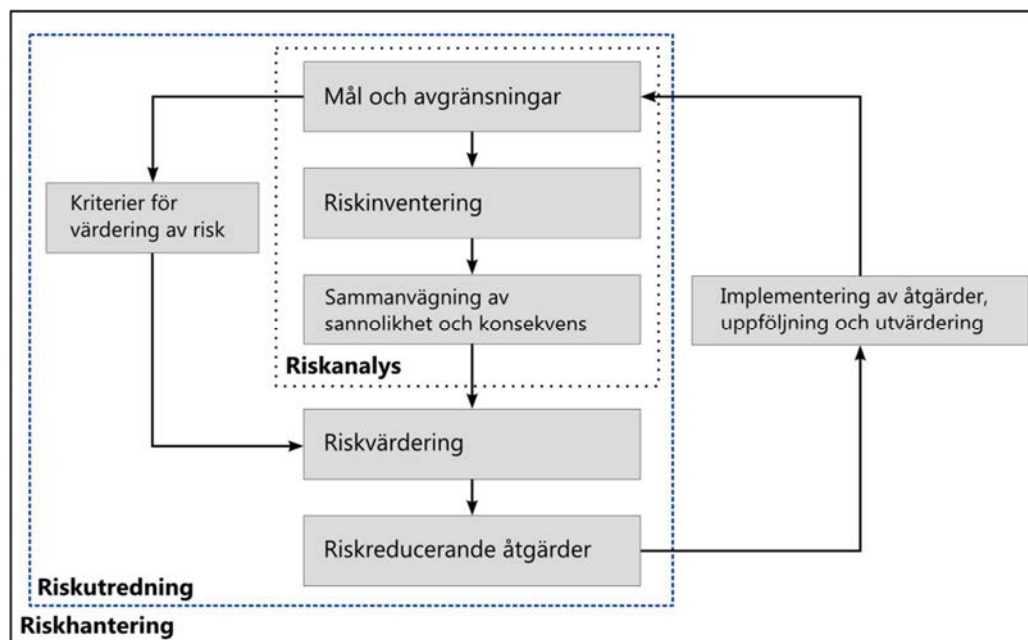 Mål och avgränsningar
Riskinventering
Kriterier för
värdering av risk
Sammanvägning av
sannolikhet och konsekvens
Implementering av åtgärder,
uppföljning och utvärdering
Riskanalys
Riskvärdering
Riskreducerande åtgärder
Riskutredning
Riskhantering